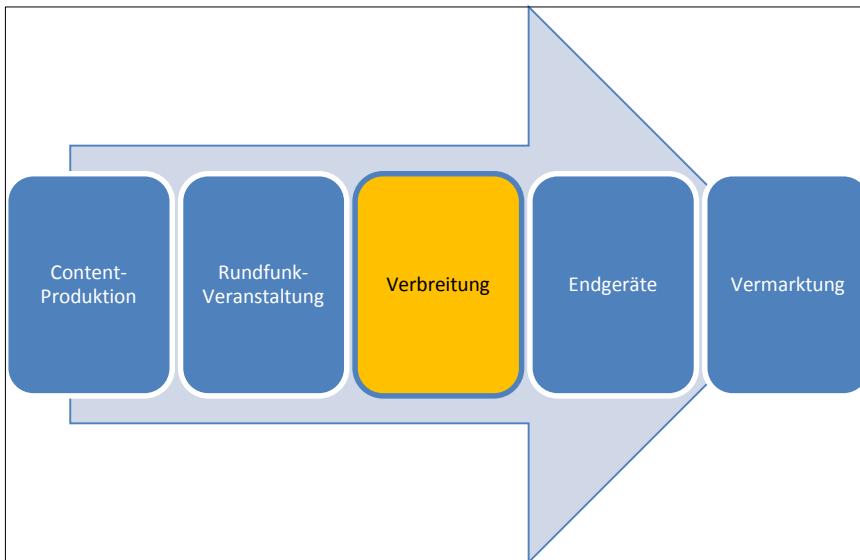 Content-
Produktion
Rundfunk-
Veranstaltung
Verbreitung
Endgeräte
Vermarktung